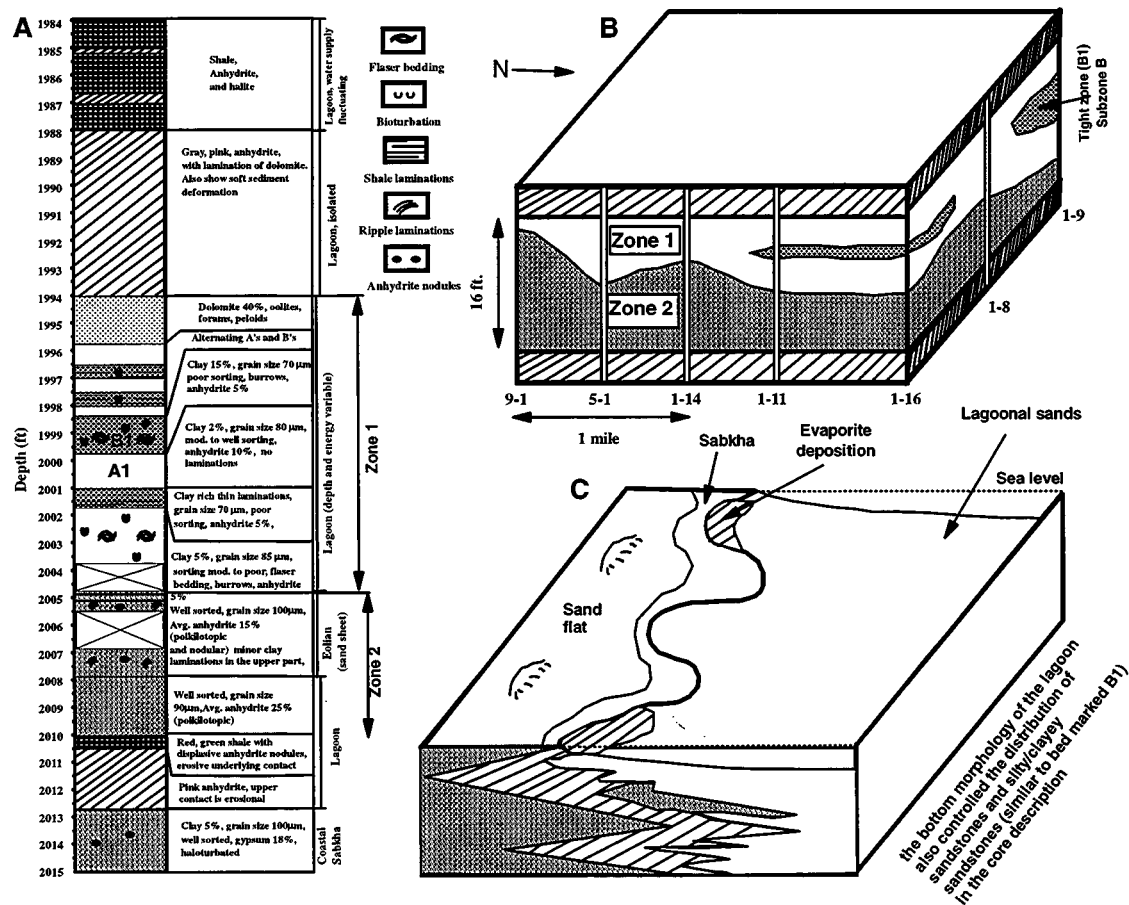 A
1984
1985
1986
1987
1988
1989
1990
1991
1992
1993
1994
1995
1996
1997
1998
1999
2000
2001
2002
2003
2004
2005
2006
2007
2008
2009
2010
2011
2012
2013
2014
2015
Depth (ft)
B1
A1
Shale,
Anhydrite,
and halite
Gray, pink, anhydrite,
with lamination of dolomite.
Also show soft sediment
deformation
Dolomite 40%, oolites,
forams, peloids
Alternating A's and B's
Clay 15%, grain size 70 μm
poor sorting, burrows,
anhydrite 5%
Clay 2%, grain size 80 μm,
mod. to well sorting,
anhydrite 10%, no
laminations
Clay rich thin laminations,
grain size 70 μm, poor
sorting, anhydrite 5%,
Clay 5%, grain size 85 μm,
sorting mod. to poor, flaser
bedding, burrows, anhydrite
5%
Well sorted, grain size 100μm,
Avg. anhydrite 15%
(poikilotopic
and nodular) minor clay
laminations in the upper part,
Well sorted, grain size
90μm,Avg. anhydrite 25%
(poikilotopic)
Red, green shale with
displasive anhydrite nodules,
erosive underlying contact
Pink anhydrite, upper
contact is erosional
Clay 5%, grain size 100μm,
well sorted, gypsum 18%,
haloturbated
Lagoon, water supply
fluctuating
Lagoon, isolated
Lagoon (depth and energy variable)
Eolian
(sand sheet)
Lagoon
Coastal
Sabkha
Zone 1
Zone 2
Flaser bedding
Bioturbation
Shale laminations
Ripple laminations
Anhydrite nodules
B
N
Zone 1
Zone 2
16 ft.
Tight zone (B1)
Subzone B
1-9
1-8
9-1
5-1
1-14
1-11
1-16
1 mile
C
Sabkha
Evaporite
deposition
Lagoonal sands
Sea level
Sand
flat
the bottom morphology of the lagoon
also controlled the distribution of
sandstones and silty/clayey
sandstones (similar to bed marked B1)
in the core description